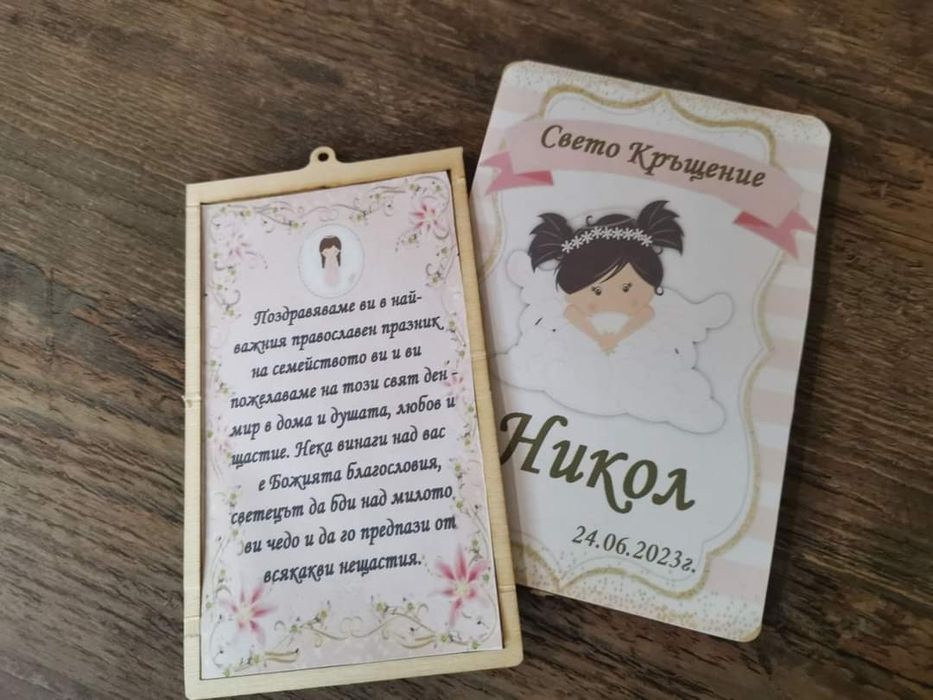 Поздравяваме ви в най-
важния православен празник
на семейството ви и ви
пожелаваме на този свят ден -
мир в дома и душата, любов и
щастие. Нека винаги над вас
е Божията благословия,
светецът да бди над милото
ви чедо и да го предпази от
всякакви нещастия.
Свето Кръщение
Никол
24.06.2023г.